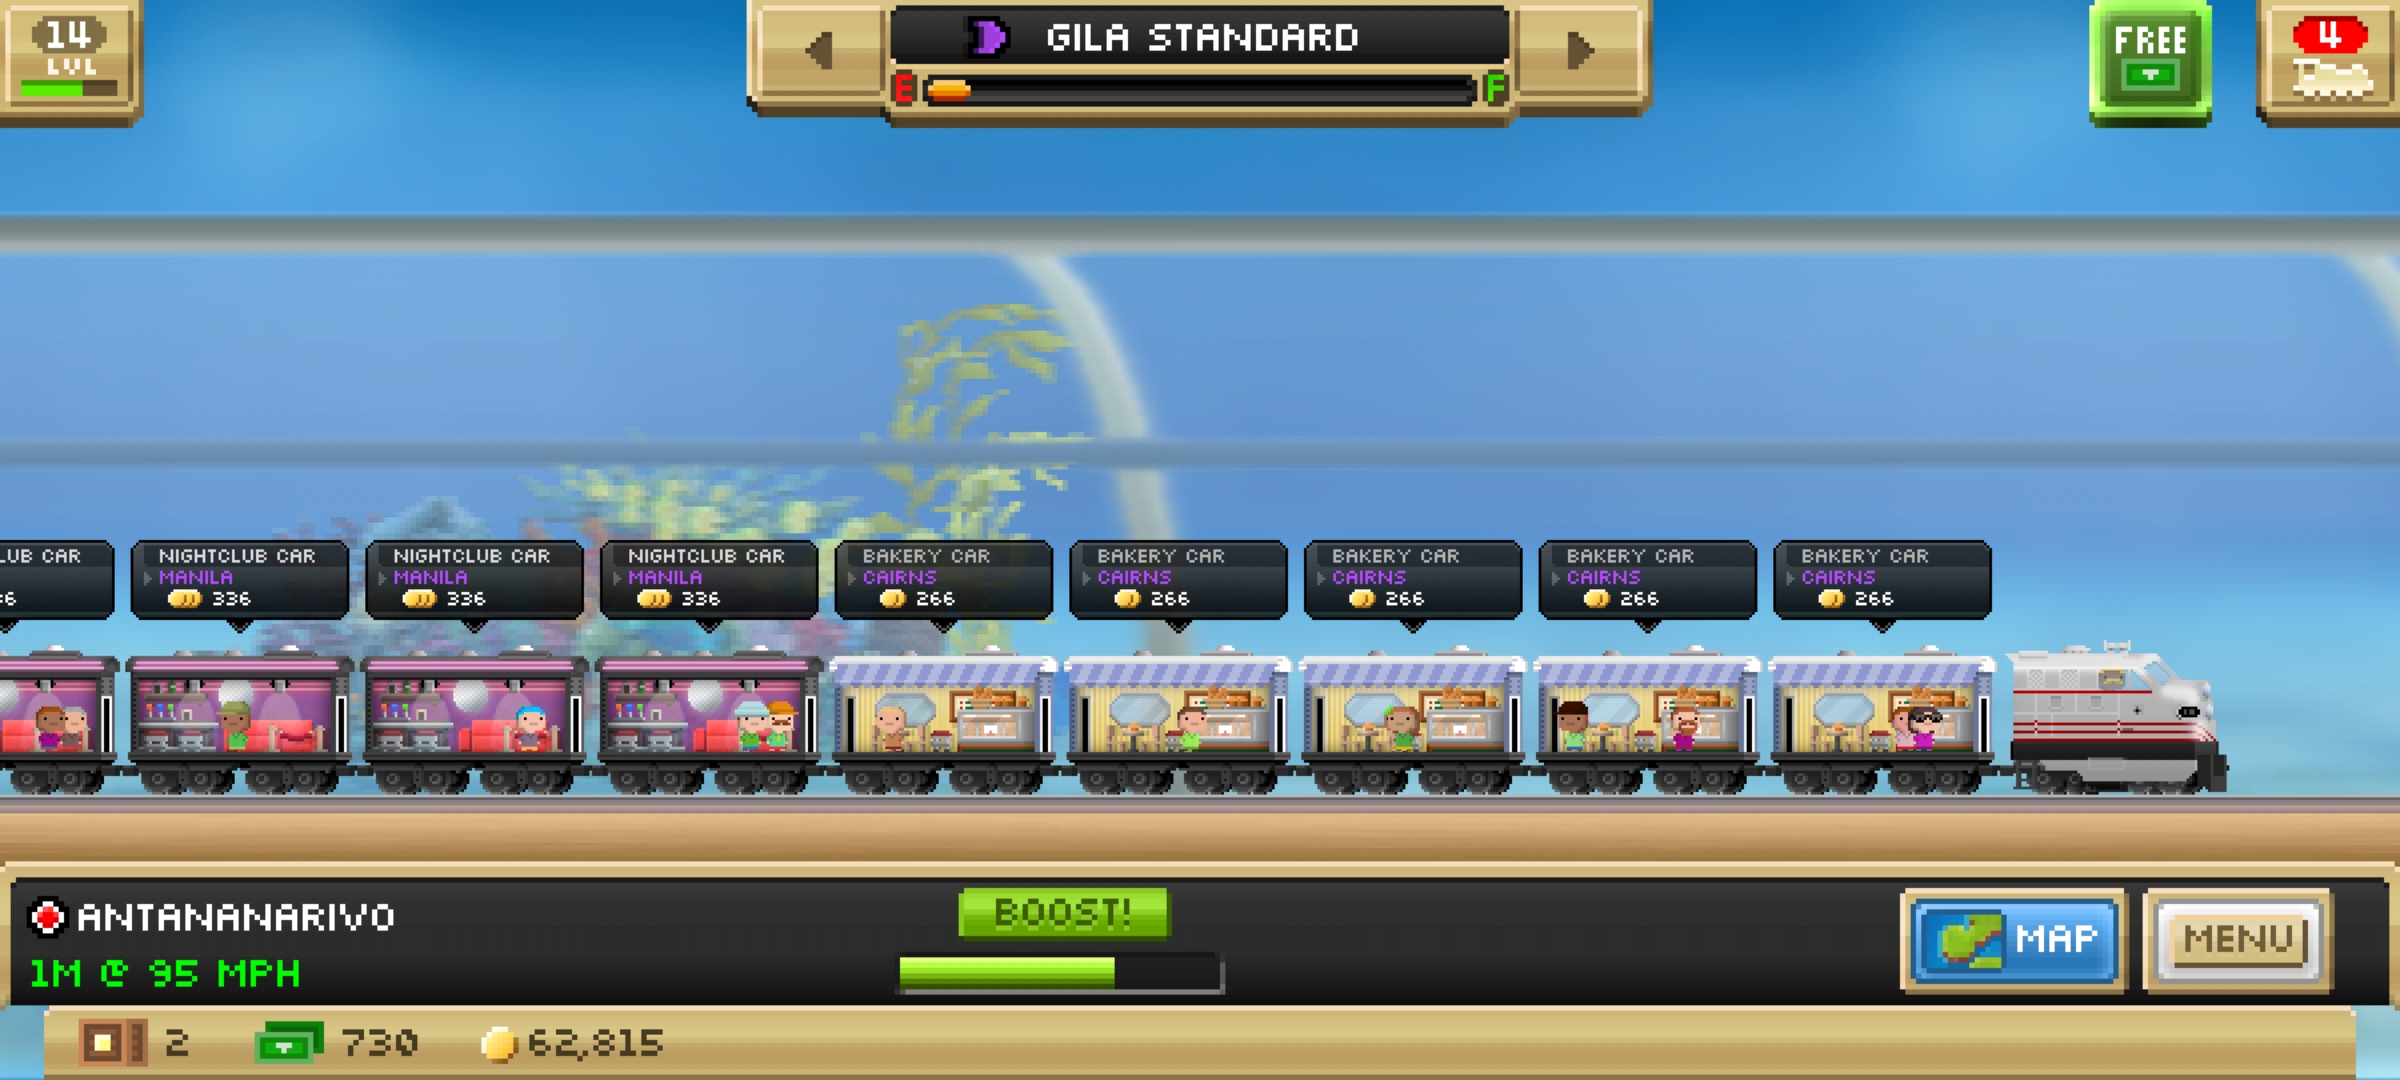 14
LVL
GILA STANDARD
E F
FREE
4
LUB CAR
NIGHTCLUB CAR
MANILA
336
NIGHTCLUB CAR
MANILA
336
NIGHTCLUB CAR
MANILA
336
BAKERY CAR
CAIRNS
266
BAKERY CAR
CAIRNS
266
BAKERY CAR
CAIRNS
266
BAKERY CAR
CAIRNS
266
BAKERY CAR
CAIRNS
266
ANTANANARIVO
1M @ 95 MPH
BOOST!
MAP
MENU
2
730
62,815